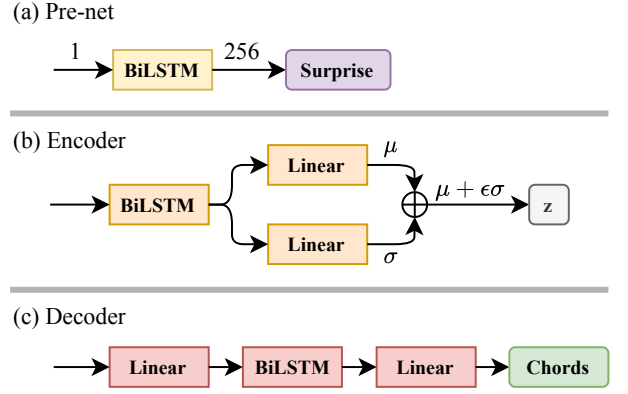 (a) Pre-net
1 BiLSTM 256 Surprise
(b) Encoder
Linear μ
BiLSTM μ + ϵσ z
Linear σ
(c) Decoder
Linear BiLSTM Linear Chords